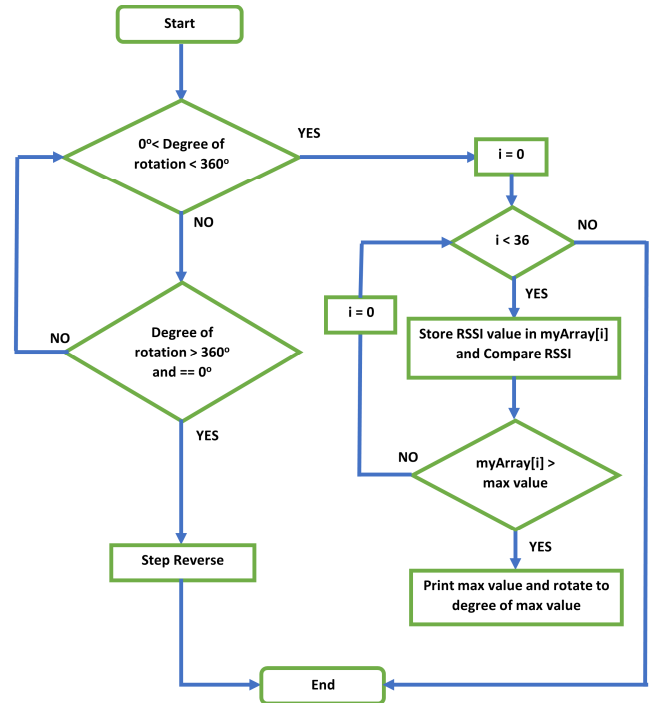 Start
0º< Degree of
rotation < 360º
YES
i = 0
NO
i < 36
NO
YES
i = 0
Store RSSI value in myArray[i]
and Compare RSSI
NO
Degree of
rotation > 360º
and == 0º
YES
NO
myArray[i] >
max value
YES
Step Reverse
Print max value and rotate to
degree of max value
End